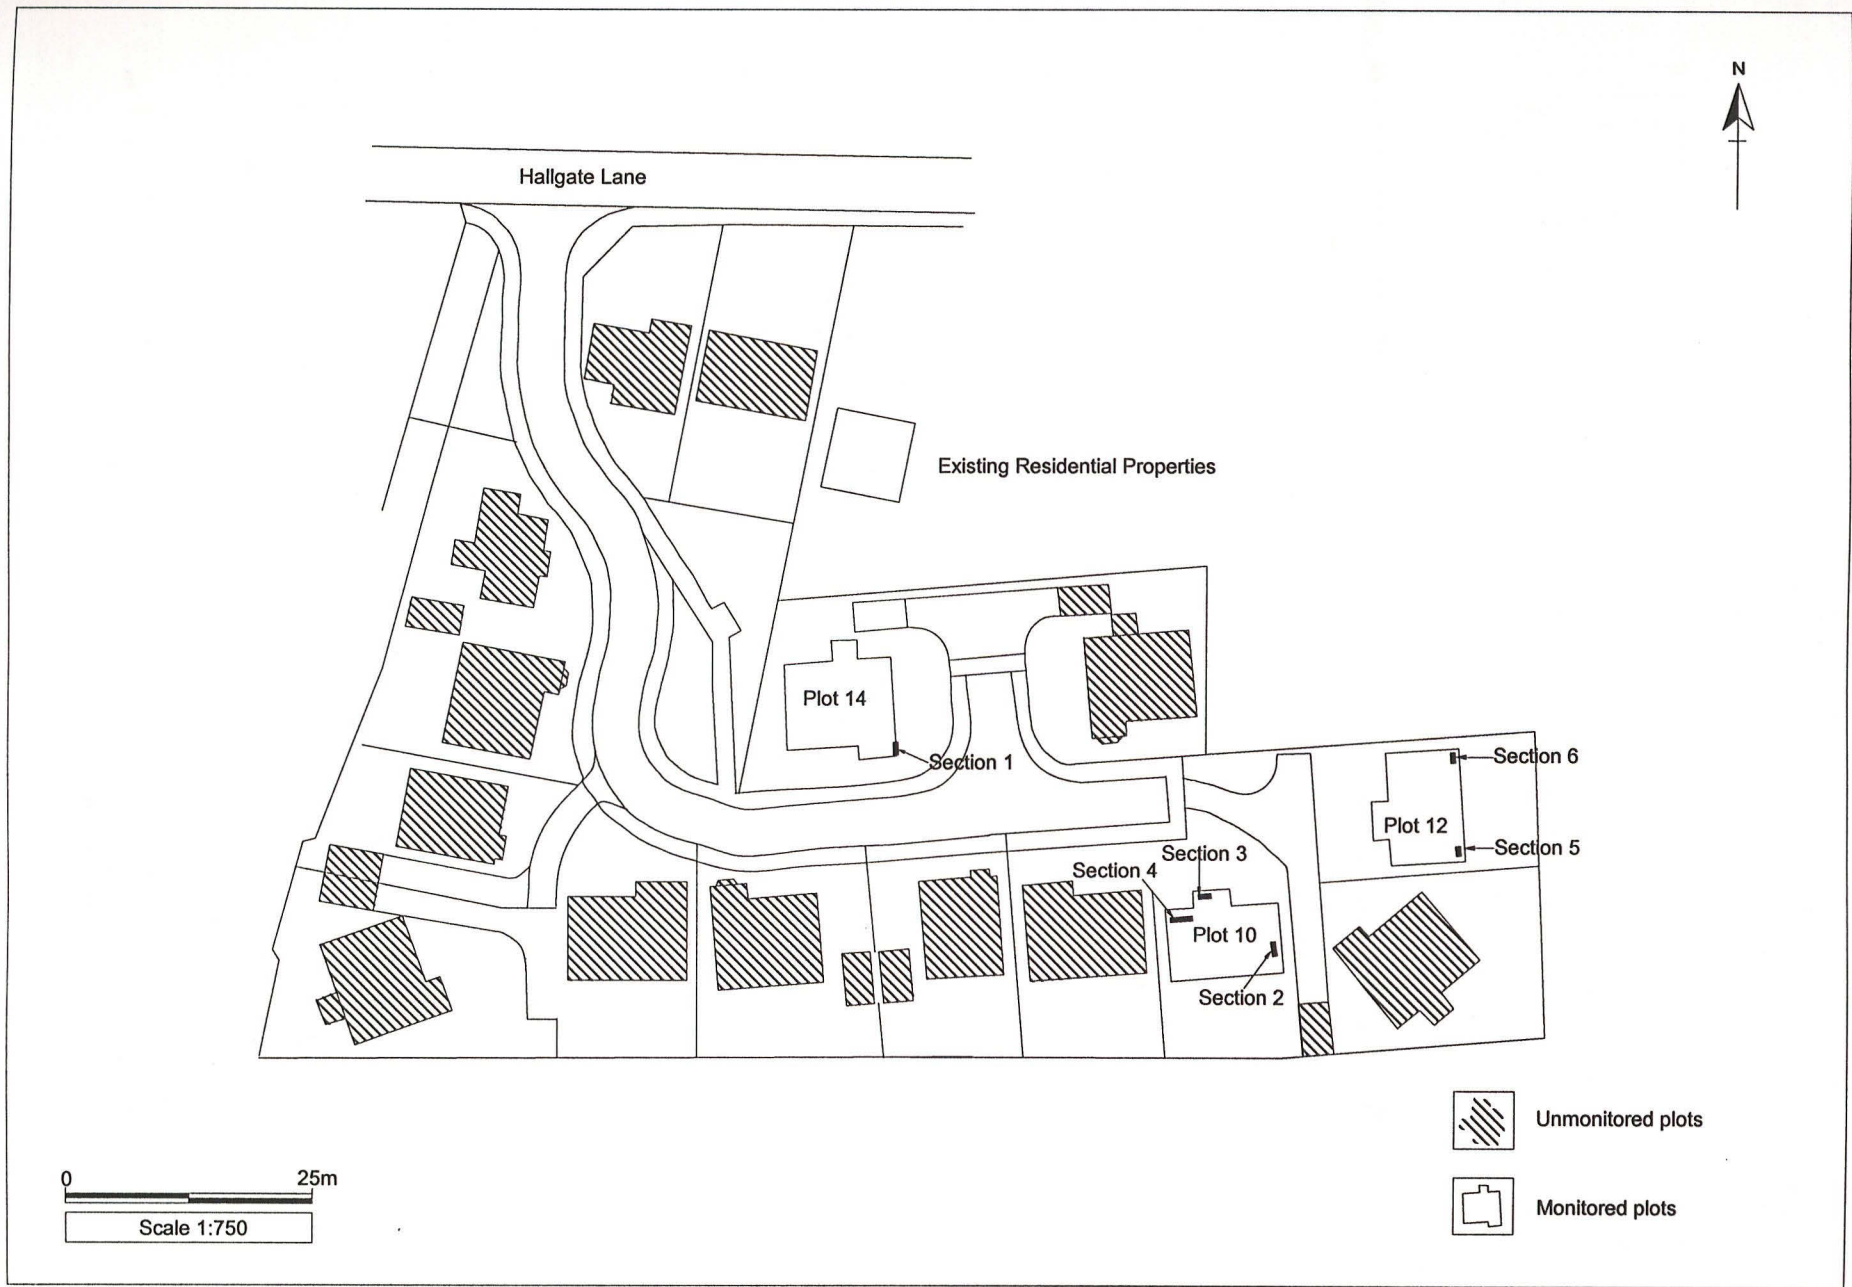 N
Hallgate Lane
Existing Residential Properties
Plot 14
Section 1
Section 6
Plot 12
Section 5
Section 3
Section 4
Plot 10
Section 2
Unmonitored plots
0 25m
Monitored plots
Scale 1:750